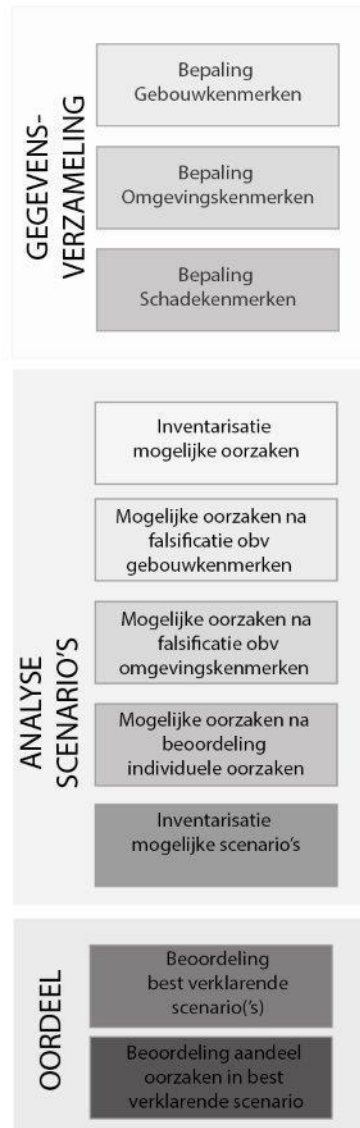 GEGEVENS-
VERZAMELING
Bepaling
Gebouwkenmerken
Bepaling
Omgevingskenmerken
Bepaling
Schadekenmerken
ANALYSE
SCENARIO'S
Inventarisatie
mogelijke oorzaken
Mogelijke oorzaken na
falsificatie obv
gebouwkenmerken
Mogelijke oorzaken na
falsificatie obv
omgevingskenmerken
Mogelijke oorzaken na
beoordeling
individuele oorzaken
Inventarisatie
mogelijke scenario's
OORDEEL
Beoordeling
best verklarende
scenario('s)
Beoordeling aandeel
oorzaken in best
verklarende scenario